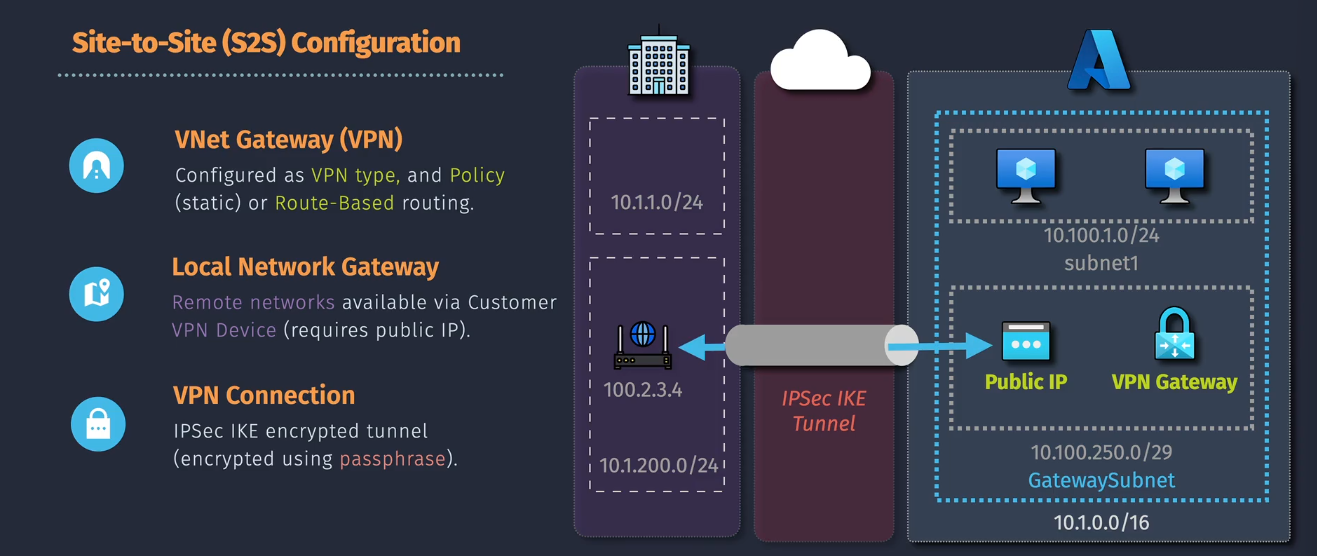 Site-to-Site (S2S) Configuration
VNet Gateway (VPN)
Configured as VPN type, and Policy
(static) or Route-Based routing.
Local Network Gateway
Remote networks available via Customer
VPN Device (requires public IP).
VPN Connection
IPSec IKE encrypted tunnel
(encrypted using passphrase).
10.1.1.0/24
100.2.3.4
10.1.200.0/24
IPSec IKE
Tunnel
10.100.1.0/24
subnet1
Public IP
VPN Gateway
10.100.250.0/29
GatewaySubnet
10.1.0.0/16